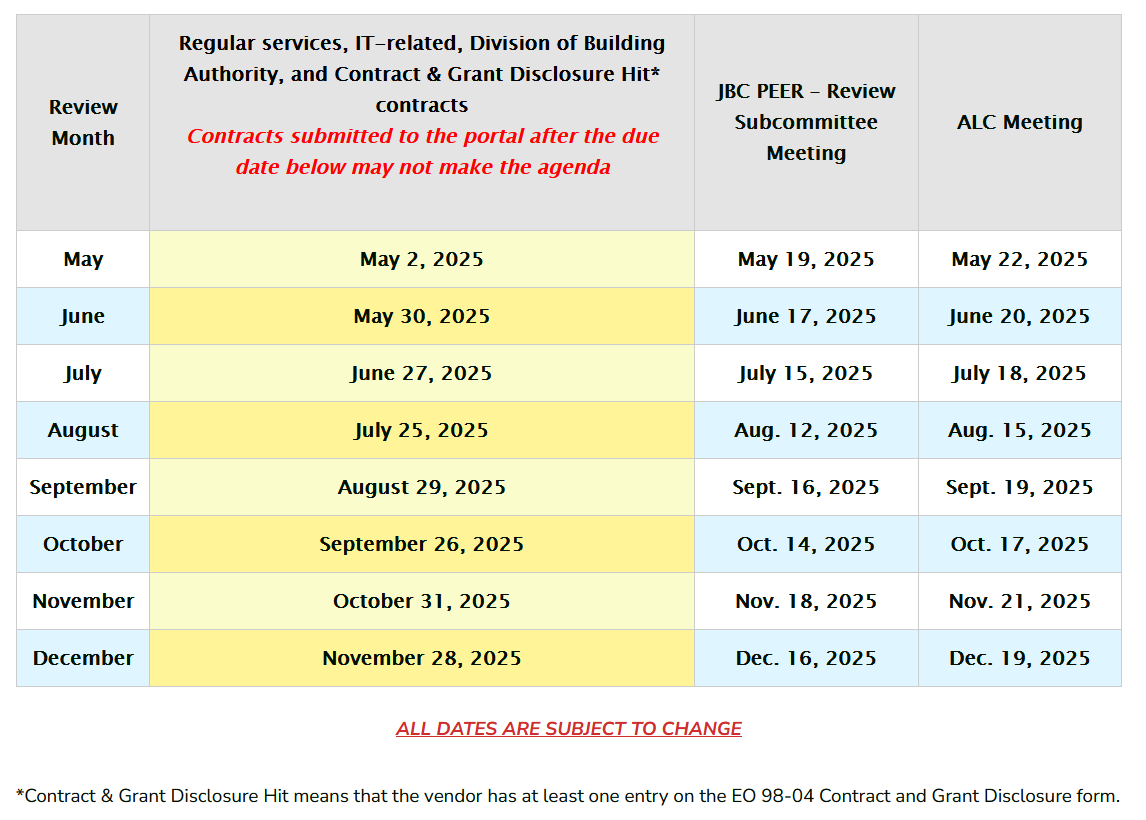 Review
Month
Regular services, IT-related, Division of Building
Authority, and Contract & Grant Disclosure Hit*
contracts
Contracts submitted to the portal after the due
date below may not make the agenda
JBC PEER – Review
Subcommittee
Meeting
ALC Meeting
May
May 2, 2025
May 19, 2025
May 22, 2025
June
May 30, 2025
June 17, 2025
June 20, 2025
July
June 27, 2025
July 15, 2025
July 18, 2025
August
July 25, 2025
Aug. 12, 2025
Aug. 15, 2025
September
August 29, 2025
Sept. 16, 2025
Sept. 19, 2025
October
September 26, 2025
Oct. 14, 2025
Oct. 17, 2025
November
October 31, 2025
Nov. 18, 2025
Nov. 21, 2025
December
November 28, 2025
Dec. 16, 2025
Dec. 19, 2025
ALL DATES ARE SUBJECT TO CHANGE
*Contract & Grant Disclosure Hit means that the vendor has at least one entry on the EO 98-04 Contract and Grant Disclosure form.